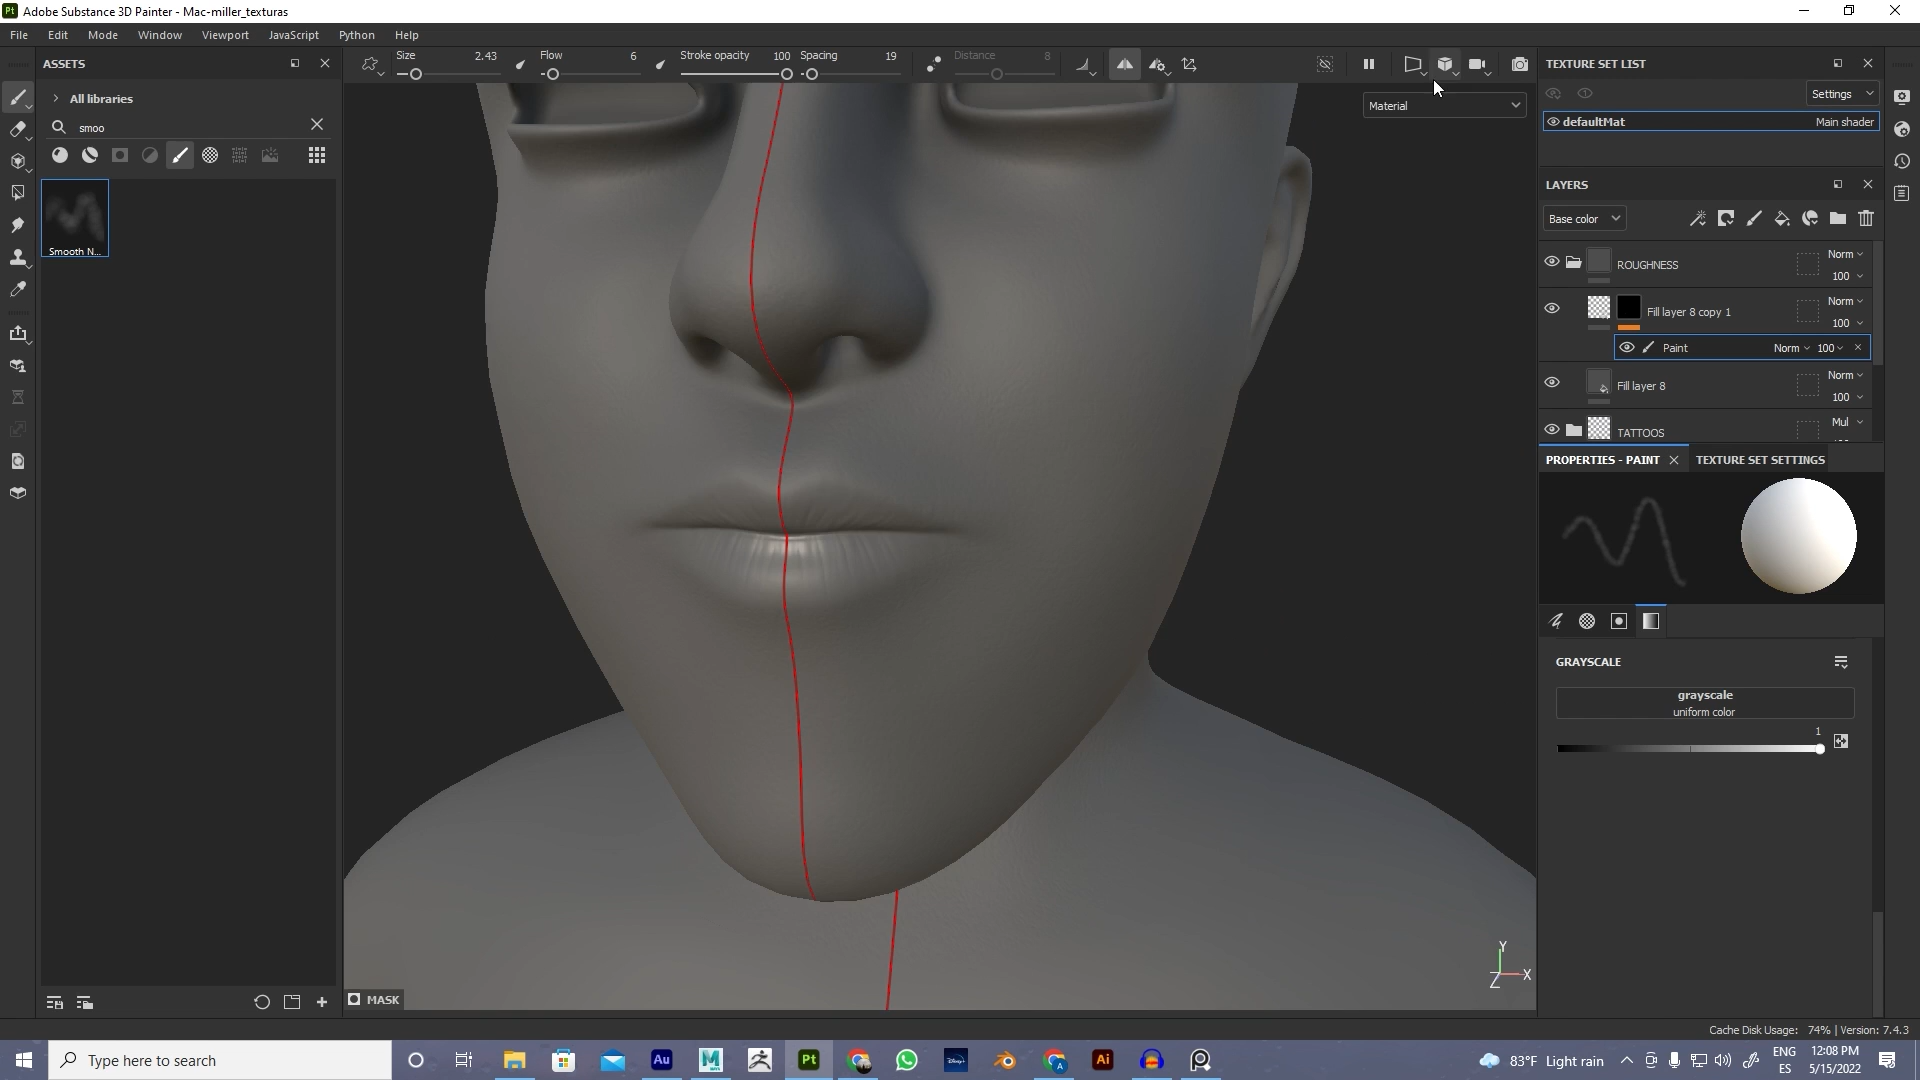 Pt Adobe Substance 3D Painter - Mac-miller_texturas
File Edit Mode Window Viewport JavaScript Python Help
ASSETS
All libraries
smoo
Smooth N...
Size 2.43 Flow 6 Stroke opacity 100 Spacing 19 Distance 8
Material
MASK
Y
Z X
TEXTURE SET LIST
Settings
defaultMat Main shader
LAYERS
Base color
ROUGHNESS Norm
100
Fill layer 8 copy 1 Norm
100
Paint Norm 100
Fill layer 8 Norm
100
TATTOOS Mul
PROPERTIES - PAINT TEXTURE SET SETTINGS
GRAYSCALE
grayscale
uniform color
1
Cache Disk Usage: 74% | Version: 7.4.3
Type here to search
Au
Pt
Ai
83°F Light rain
ENG
ES
12:08 PM
5/15/2022